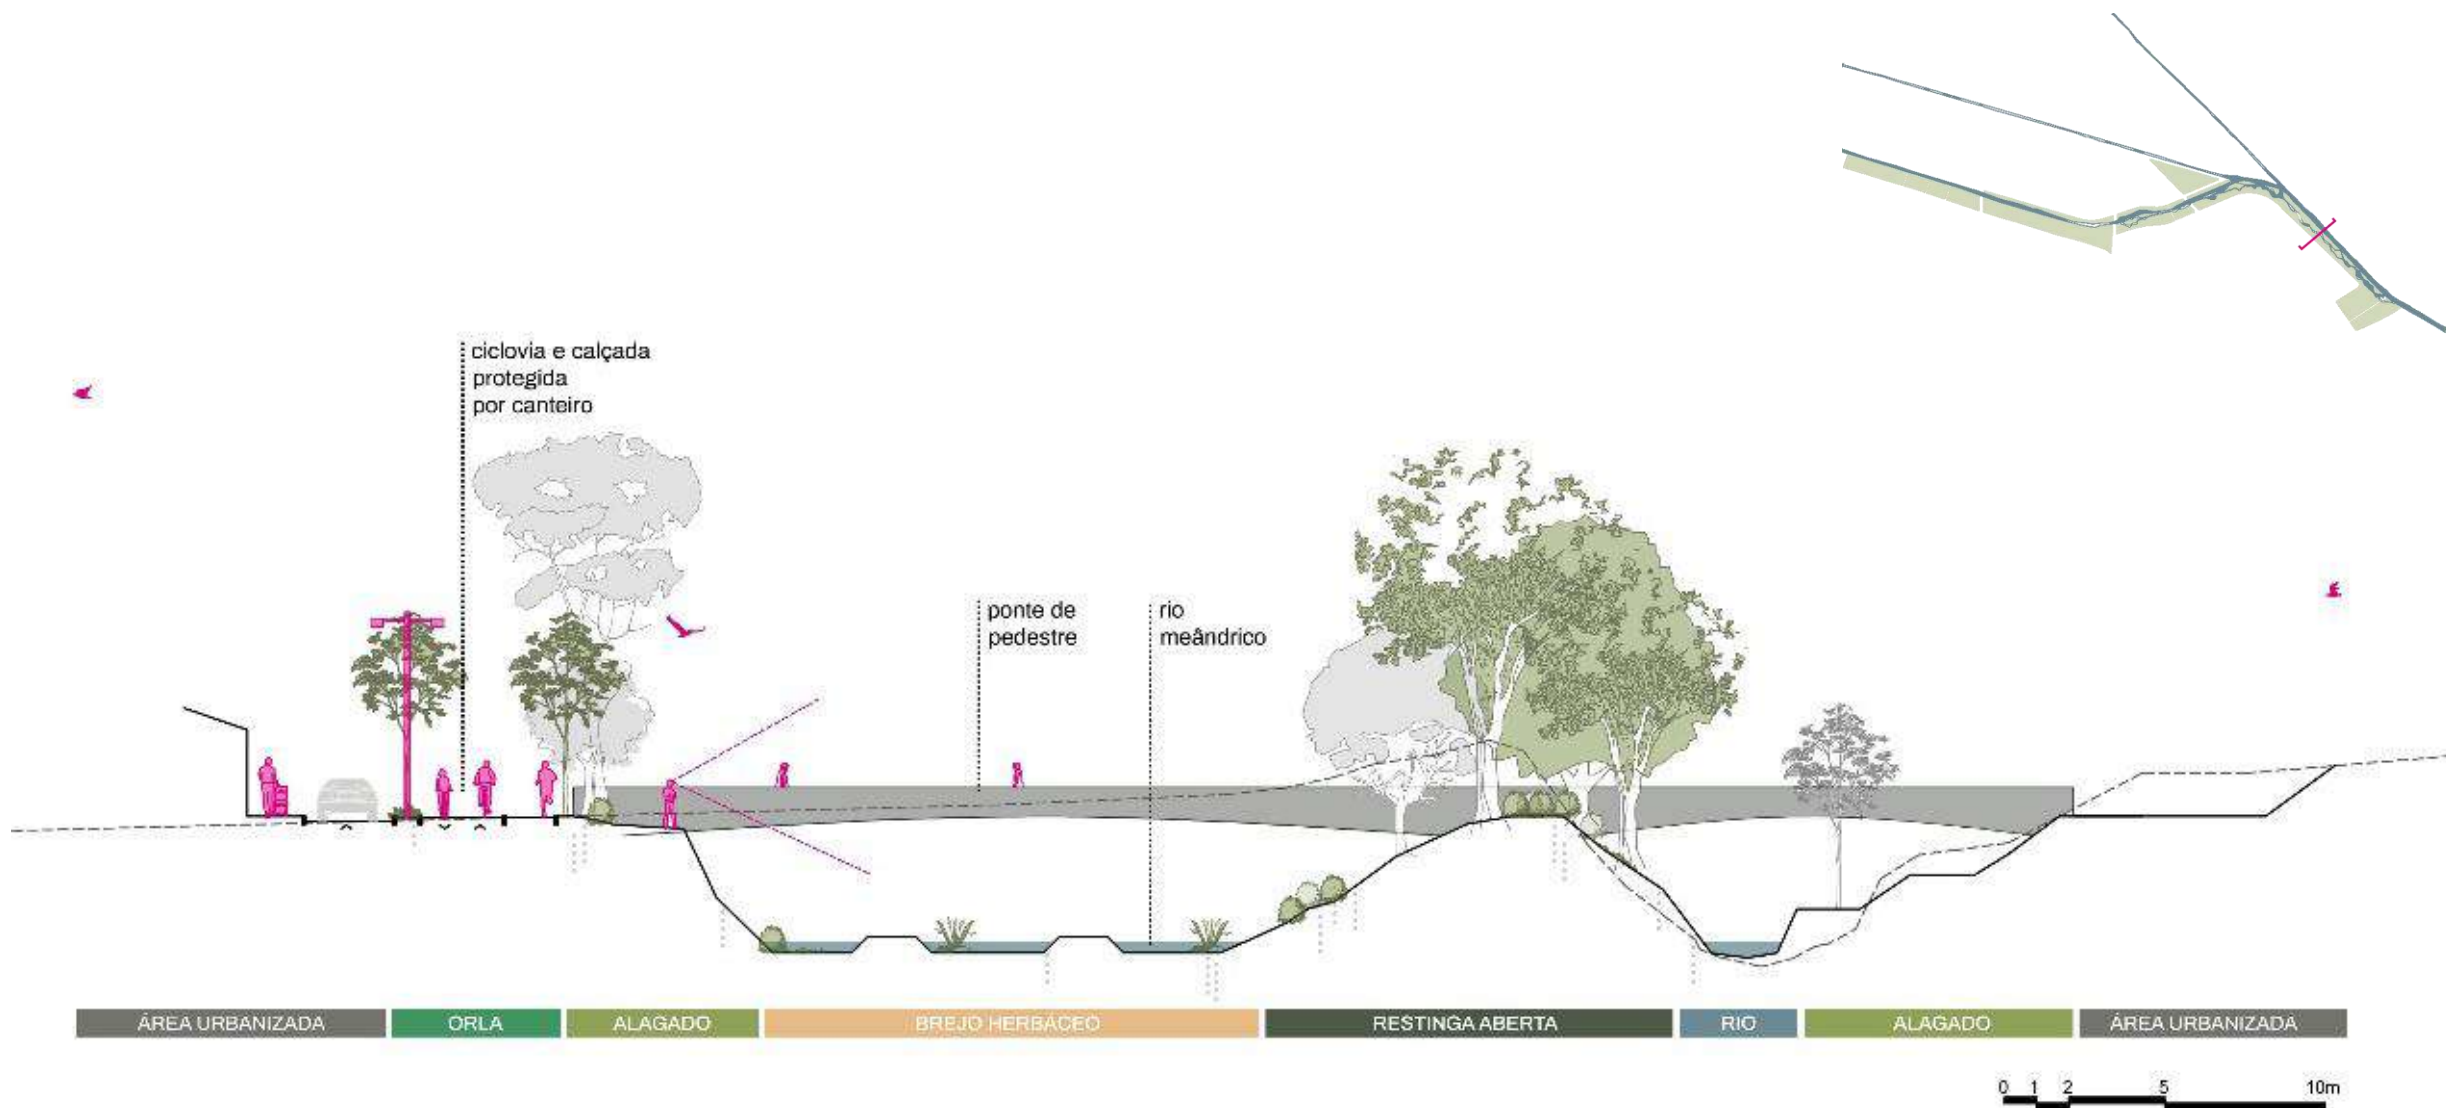 ciclovia e calçada
protegida
por canteiro
ponte de
pedestre
rio
meândrico
ÁREA URBANIZADA
ORLA
ALAGADO
BREJO HERBÁCEO
RESTINGA ABERTA
RIO
ALAGADO
ÁREA URBANIZADA
0 1 2 5 10m